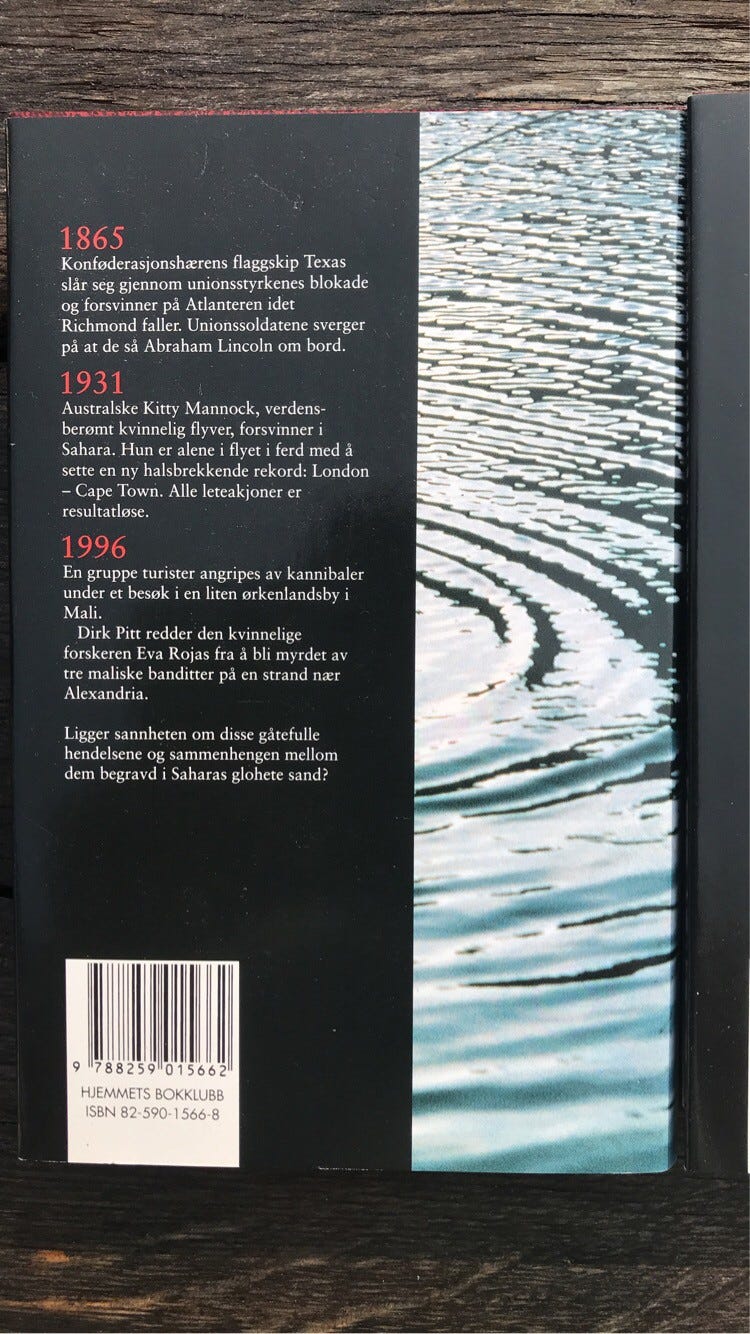 1865
Konføderasjonshærens flaggskip Texas
slår seg gjennom unionsstyrkenes blokade
og forsvinner på Atlanteren idet
Richmond faller. Unionssoldatene sverger
på at de så Abraham Lincoln om bord.
1931
Australske Kitty Mannock, verdens-
berømt kvinnelig flyver, forsvinner i
Sahara. Hun er alene i flyet i ferd med å
sette en ny halsbrekkende rekord: London
– Cape Town. Alle leteakjoner er
resultatløse.
1996
En gruppe turister angripes av kannibaler
under et besøk i en liten ørkenlandsby i
Mali.
Dirk Pitt redder den kvinnelige
forskeren Eva Rojas fra å bli myrdet av
tre maliske banditter på en strand nær
Alexandria.
Ligger sannheten om disse gåtefulle
hendelsene og sammenhengen mellom
dem begravd i Saharas glohete sand?
9 788259 015662
HJEMMETS BOKKLUBB
ISBN 82-590-1566-8